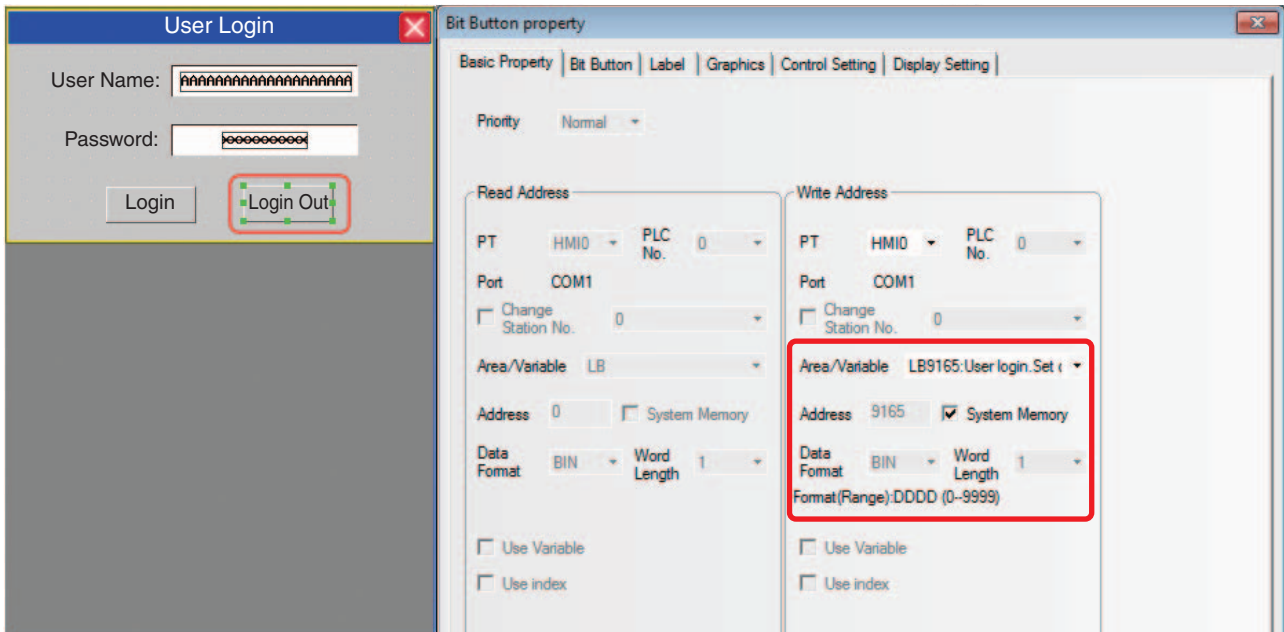 User Login
User Name: AAAAAAAAAAAAAAAAAAAA
Password:
Login Login Out
Bit Button property
Basic Property Bit Button Label Graphics Control Setting Display Setting
Priority Normal
Read Address
PT HMI0 PLC No. 0
Port COM1
Change Station No. 0
Area/Variable LB
Address 0 System Memory
Data Format BIN Word Length 1
Use Variable
Use index
Write Address
PT HMI0 PLC No. 0
Port COM1
Change Station No. 0
Area/Variable LB9165:User login.Set
Address 9165 System Memory
Data Format BIN Word Length 1
Format(Range):DDDD (0--9999)
Use Variable
Use index